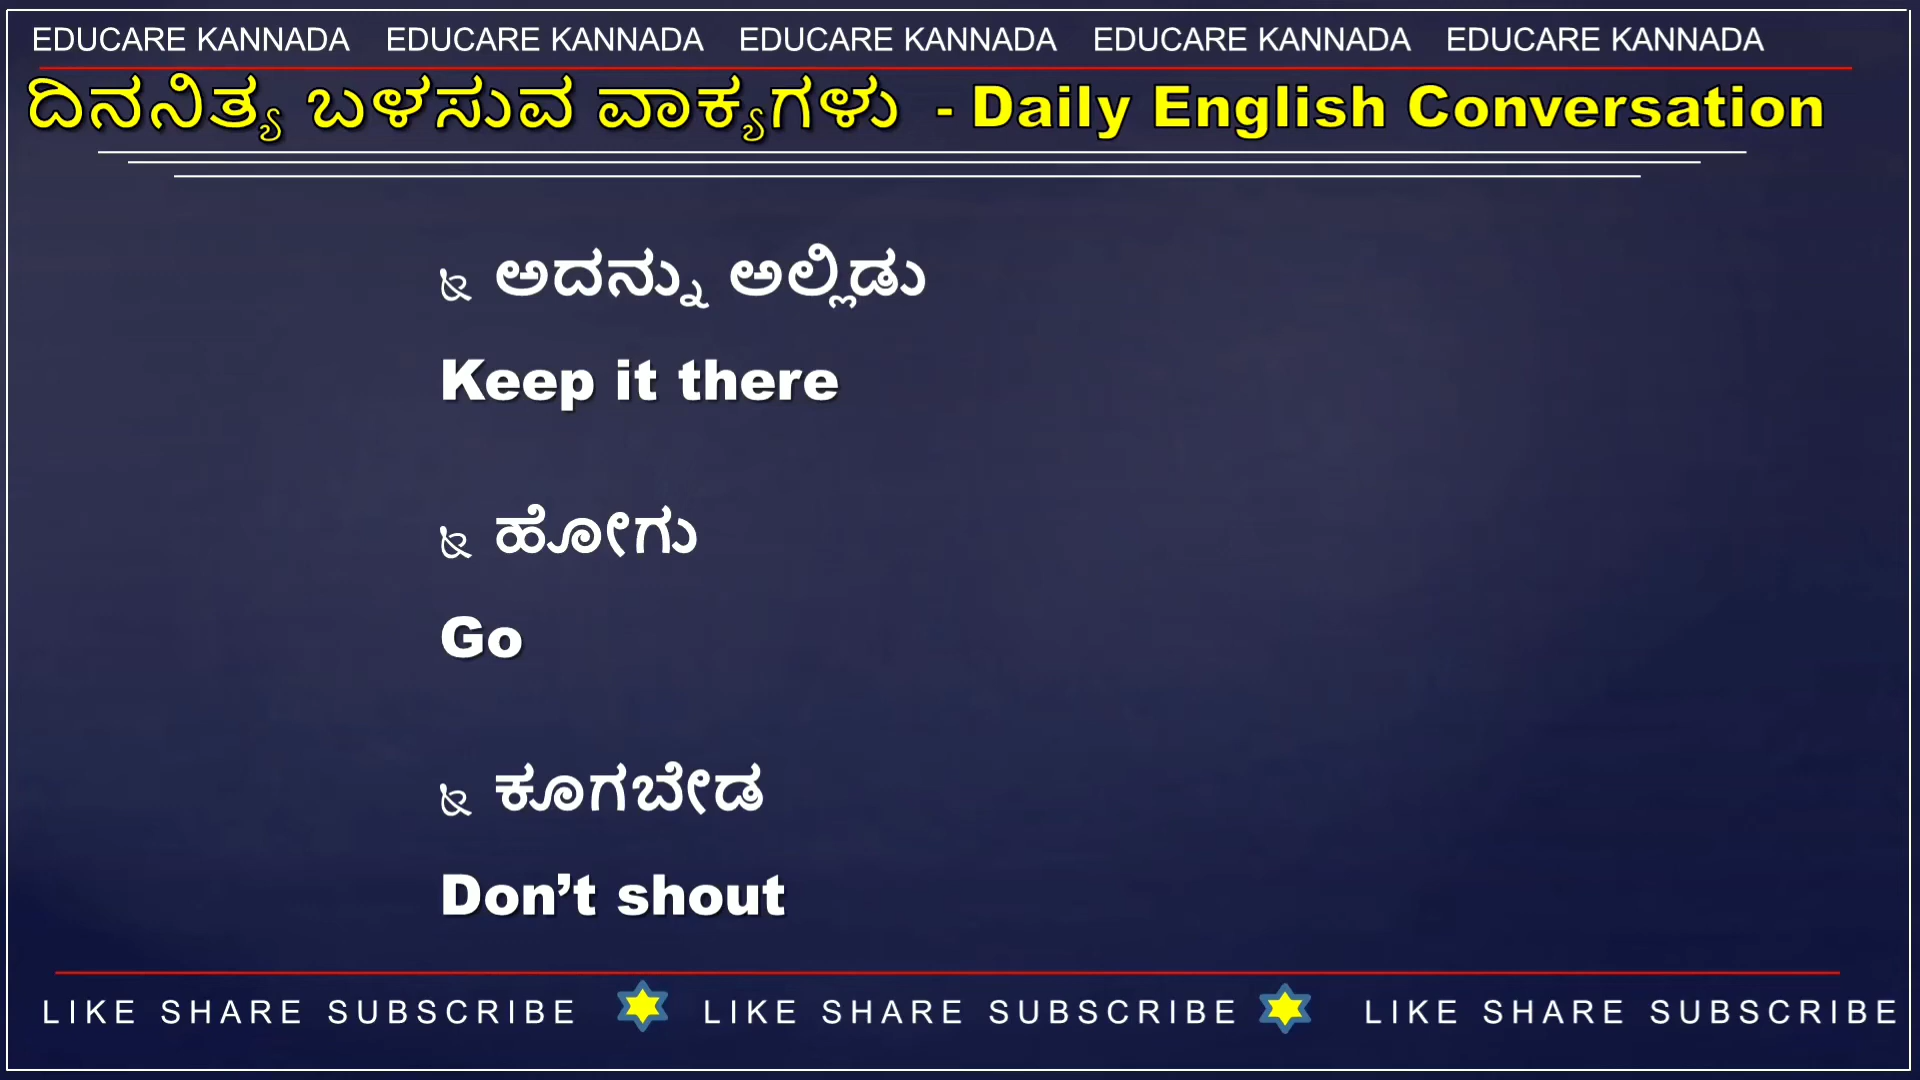 EDUCARE KANNADA EDUCARE KANNADA EDUCARE KANNADA EDUCARE KANNADA EDUCARE KANNADA
ದಿನನಿತ್ಯ ಬಳಸುವ ವಾಕ್ಯಗಳು - Daily English Conversation
ಅದನ್ನು ಅಲ್ಲಿಡು
Keep it there
ಹೋಗು
Go
ಕೂಗಬೇಡ
Don’t shout
LIKE SHARE SUBSCRIBE LIKE SHARE SUBSCRIBE LIKE SHARE SUBSCRIBE